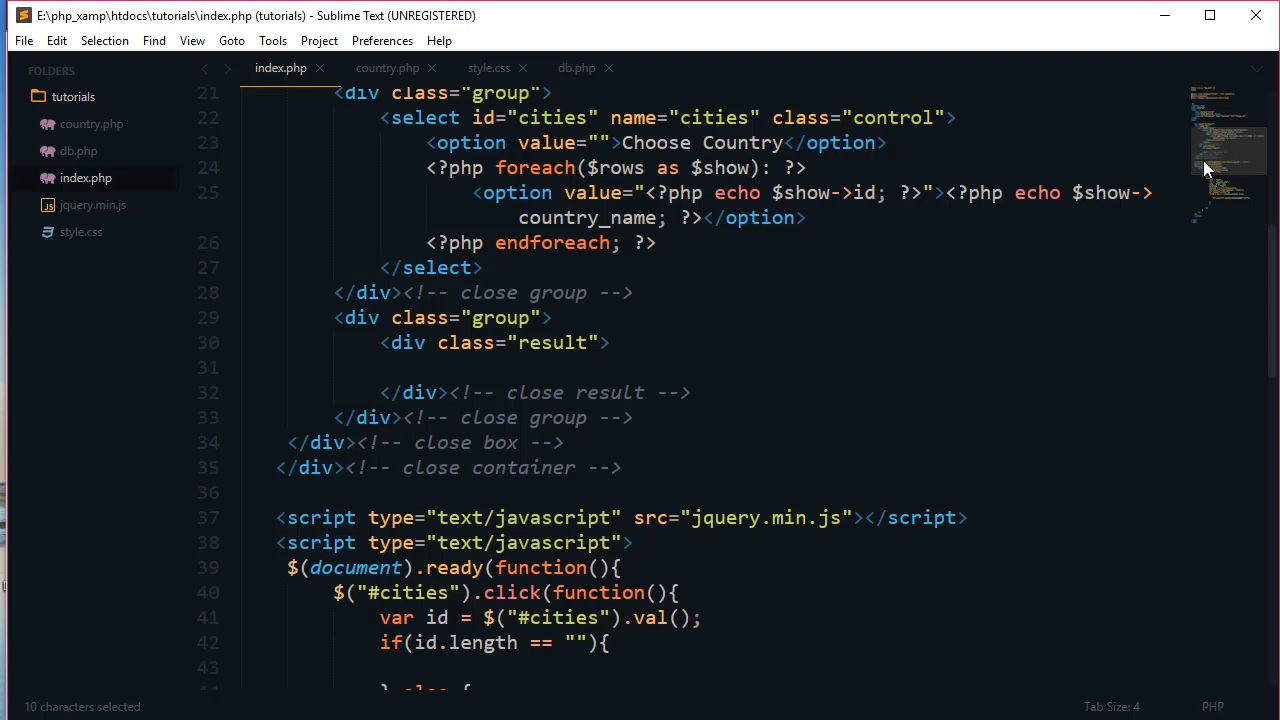 E:\php_xamp\htdocs\tutorials\index.php (tutorials) - Sublime Text (UNREGISTERED)
File Edit Selection Find View Goto Tools Project Preferences Help
FOLDERS
tutorials
country.php
db.php
index.php
jquery.min.js
style.css
index.php country.php style.css db.php
21 <div class="group">
22 <select id="cities" name="cities" class="control">
23 <option value="">Choose Country</option>
24 <?php foreach($rows as $show): ?>
25 <option value="<?php echo $show->id; ?>"><?php echo $show->
country_name; ?></option>
26 <?php endforeach; ?>
27 </select>
28 </div><!-- close group -->
29 <div class="group">
30 <div class="result">
31
32 </div><!-- close result -->
33 </div><!-- close group -->
34 </div><!-- close box -->
35 </div><!-- close container -->
36
37 <script type="text/javascript" src="jquery.min.js"></script>
38 <script type="text/javascript">
39 $(document).ready(function(){
40 $("#cities").click(function(){
41 var id = $("#cities").val();
42 if(id.length == ""){
43
44 } else {
10 characters selected
Tab Size: 4
PHP